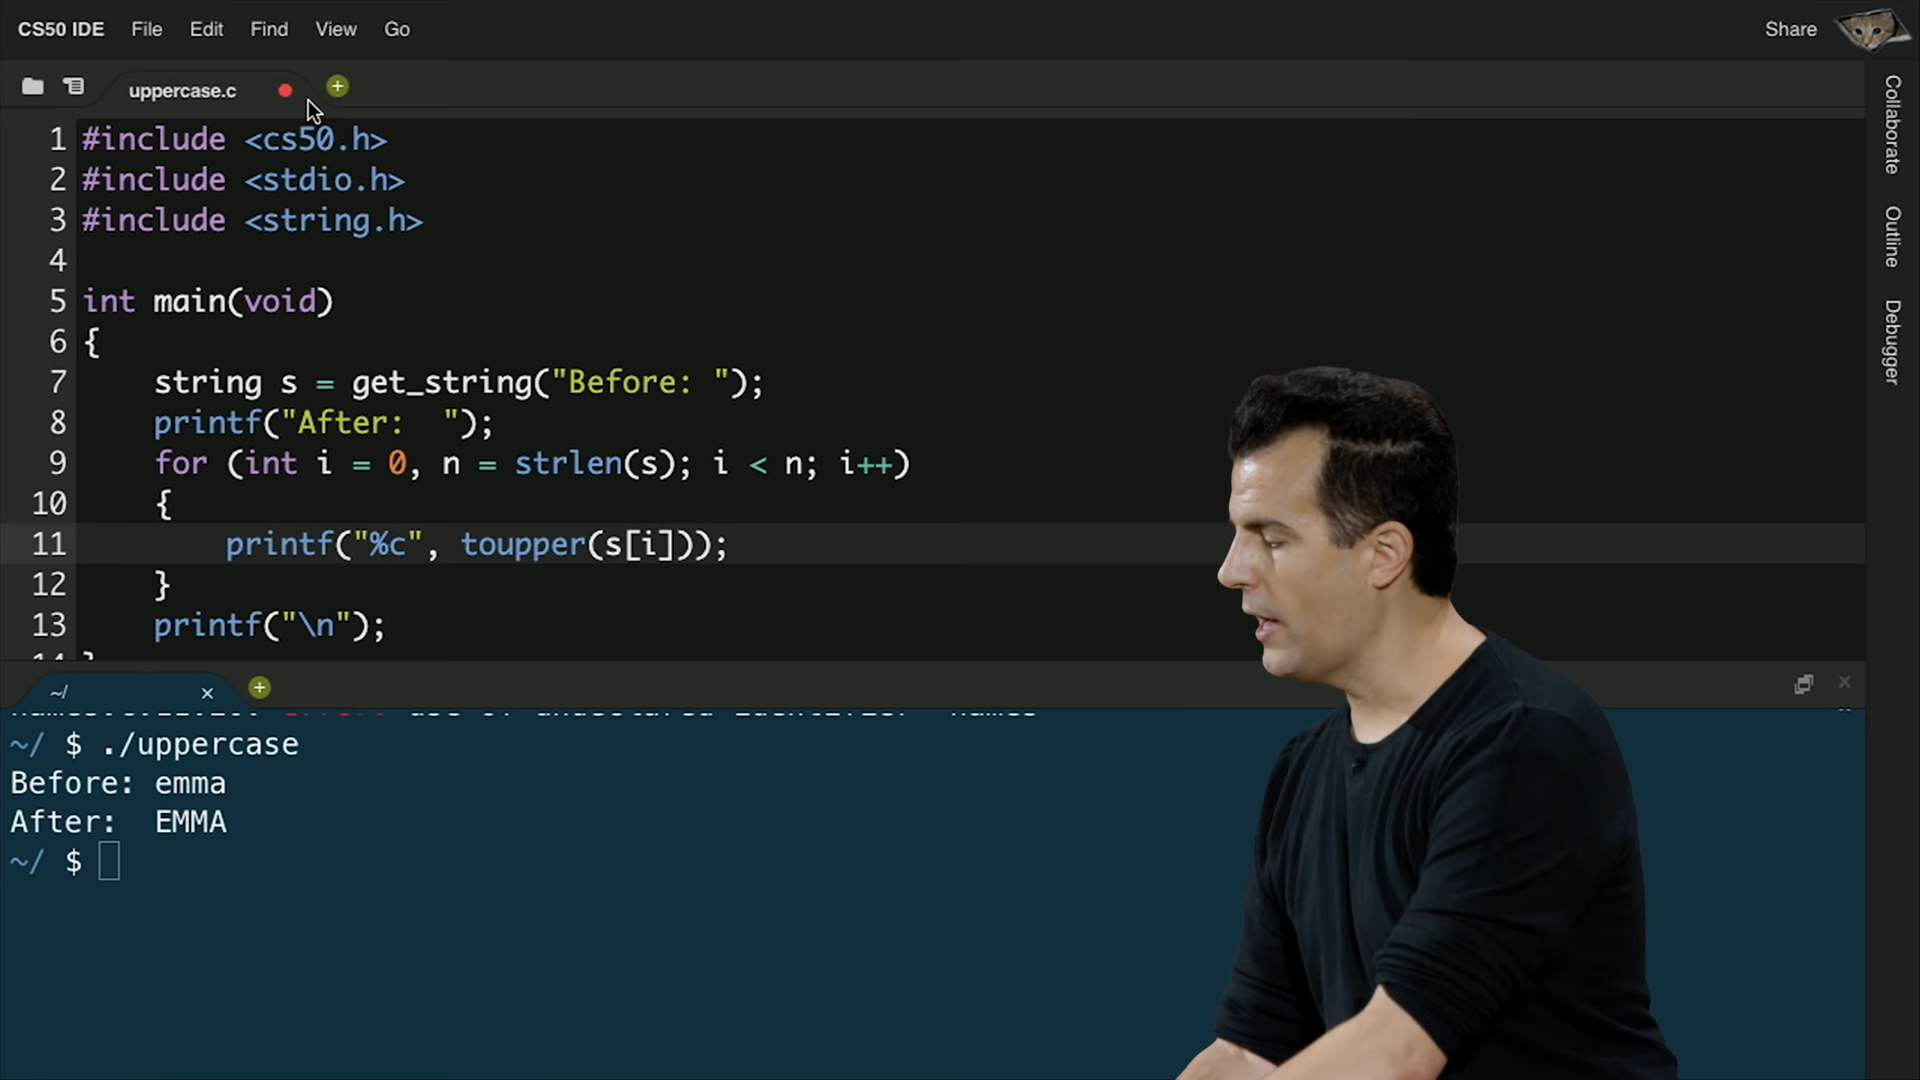 CS50 IDE File Edit Find View Go Share
uppercase.c
Collaborate
Outline
Debugger
1 #include <cs50.h>
2 #include <stdio.h>
3 #include <string.h>
4
5 int main(void)
6 {
7 string s = get_string("Before: ");
8 printf("After:  ");
9 for (int i = 0, n = strlen(s); i < n; i++)
10 {
11 printf("%c", toupper(s[i]));
12 }
13 printf("\n");
~/
~/ $ ./uppercase
Before: emma
After:  EMMA
~/ $